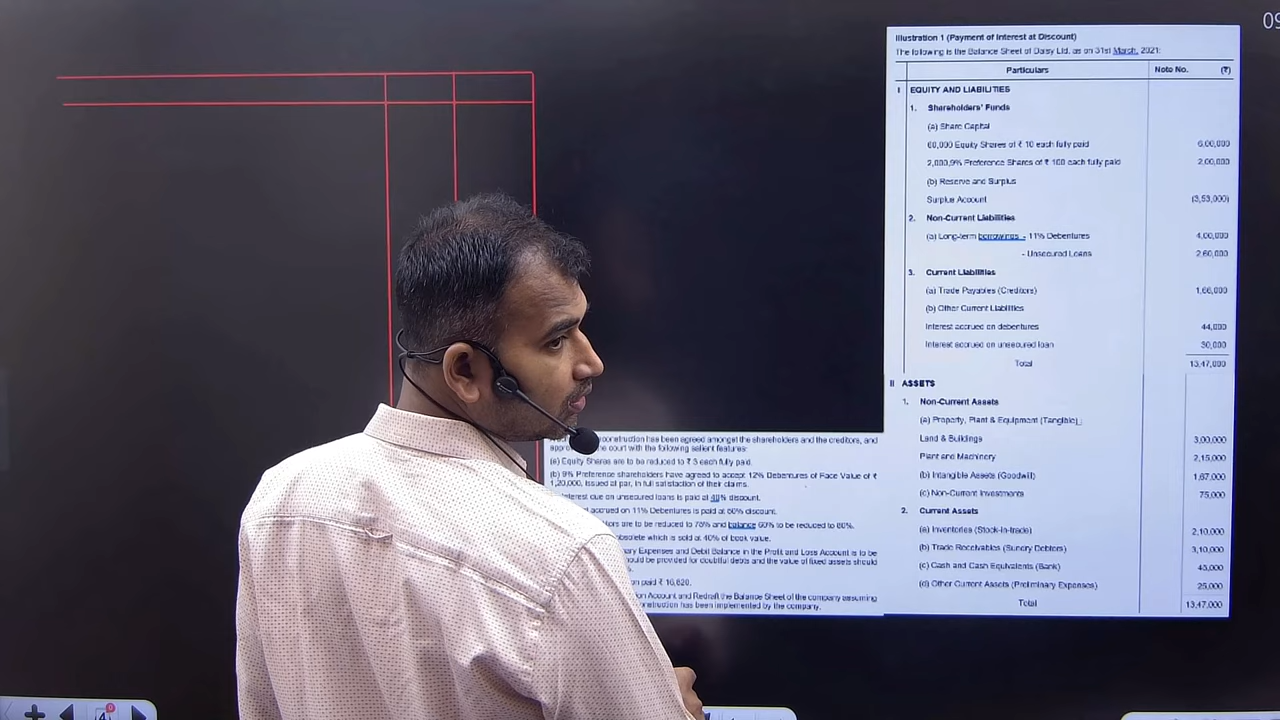 09
Illustration 1 (Payment of Interest at Discount)
The following is the Balance Sheet of Daisy Ltd. as on 31st March, 2021:
Particulars Note No. (₹)
I EQUITY AND LIABILITIES
1. Shareholders' Funds
(a) Share Capital
60,000 Equity Shares of ₹ 10 each fully paid 6,00,000
2,000,9% Preference Shares of ₹ 100 each fully paid 2,00,000
(b) Reserve and Surplus
Surplus Account (3,53,000)
2. Non-Current Liabilities
(a) Long-term borrowings - 11% Debentures 4,00,000
- Unsecured Loans 2,60,000
3. Current Liabilities
(a) Trade Payables (Creditors) 1,66,000
(b) Other Current Liabilities
Interest accrued on debentures 44,000
Interest accrued on unsecured loan 30,000
Total 13,47,000
II ASSETS
1. Non-Current Assets
(a) Property, Plant & Equipment (Tangible)
Land & Buildings 3,00,000
Plant and Machinery 2,15,000
(b) Intangible Assets (Goodwill) 1,67,000
(c) Non-Current Investments 75,000
2. Current Assets
(a) Inventories (Stock-in-trade) 2,10,000
(b) Trade Receivables (Sundry Debtors) 3,10,000
(c) Cash and Cash Equivalents (Bank) 45,000
(d) Other Current Assets (Preliminary Expenses) 25,000
Total 13,47,000
has been agreed amongst the shareholders and the creditors, and
the court with the following salient features:
Equity Shares are to be reduced to ₹ 3 each fully paid.
(b) 9% Preference shareholders have agreed to accept 12% Debentures of Face Value of ₹
1,20,000, issued at par, in full satisfaction of their claims.
interest due on unsecured loans is paid at discount.
accrued on 11% Debentures is paid at discount.
are to be reduced to and balance 60% to be reduced to 80%.
which is sold at 40% of book value.
Expenses and Debit Balance in the Profit and Loss Account is to be
be provided for doubtful debts and the value of fixed assets should
paid ₹ 16,620.
Account and Redraft the Balance Sheet of the company assuming
has been implemented by the company.